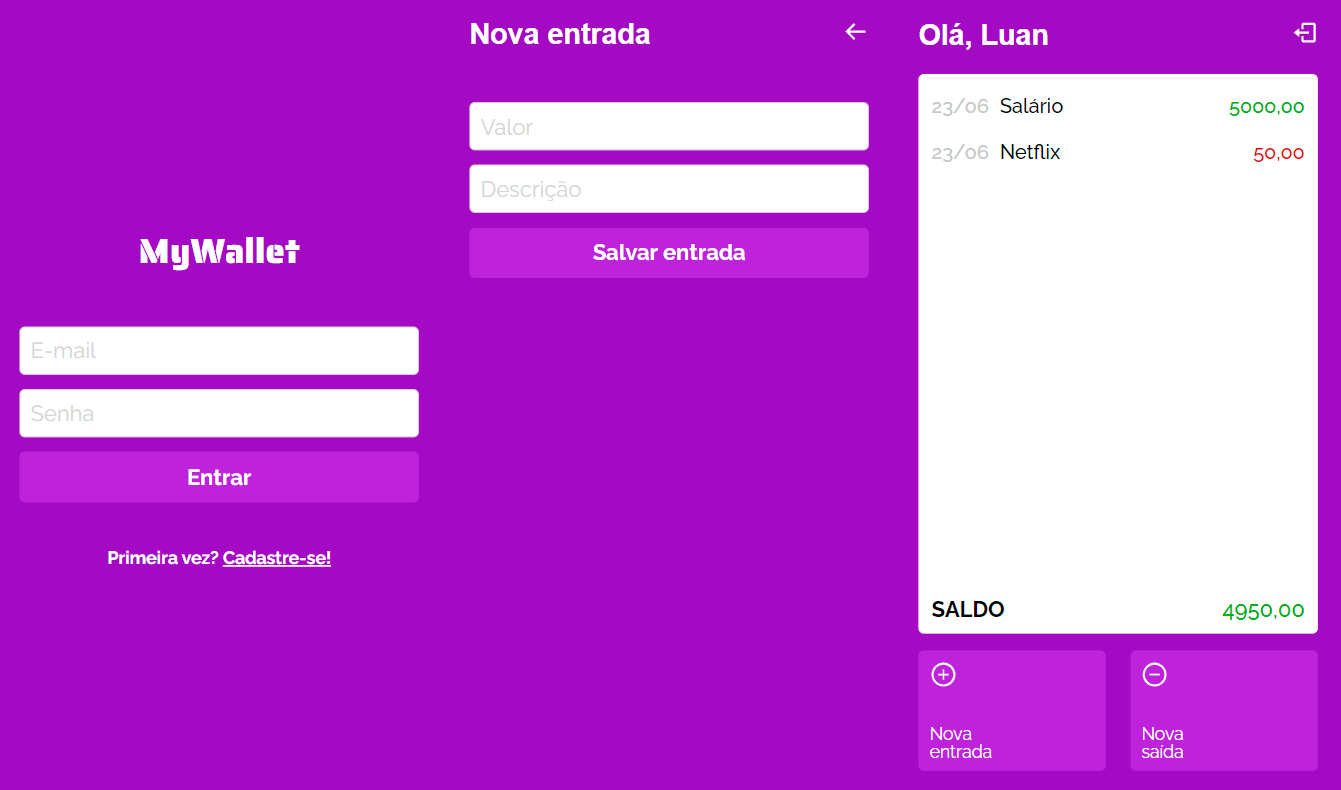 MyWallet
E-mail
Senha
Entrar
Primeira vez? Cadastre-se!
Nova entrada
Valor
Descrição
Salvar entrada
Olá, Luan
23/06 Salário 5000,00
23/06 Netflix 50,00
SALDO 4950,00
Nova
entrada
Nova
saída